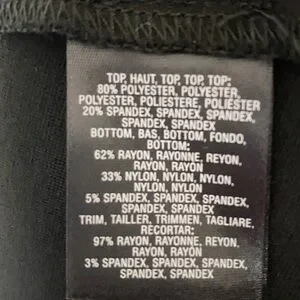 TOP, HAUT, TOP, TOP, TOP:
80% POLYESTER, POLYESTER,
POLYESTER, POLIESTERE, POLIÉSTER
20% SPANDEX, SPANDEX, SPANDEX,
SPANDEX, SPANDEX
BOTTOM, BAS, BOTTOM, FONDO,
BOTTOM:
62% RAYON, RAYONNE, REYON,
RAYON, RAYON
33% NYLON, NYLON, NYLON,
NYLON, NYLON
5% SPANDEX, SPANDEX, SPANDEX,
SPANDEX, SPANDEX
TRIM, TAILLER, TRIMMEN, TAGLIARE,
RECORTAR:
97% RAYON, RAYONNE, REYON,
RAYON, RAYON
3% SPANDEX, SPANDEX, SPANDEX,
SPANDEX, SPANDEX